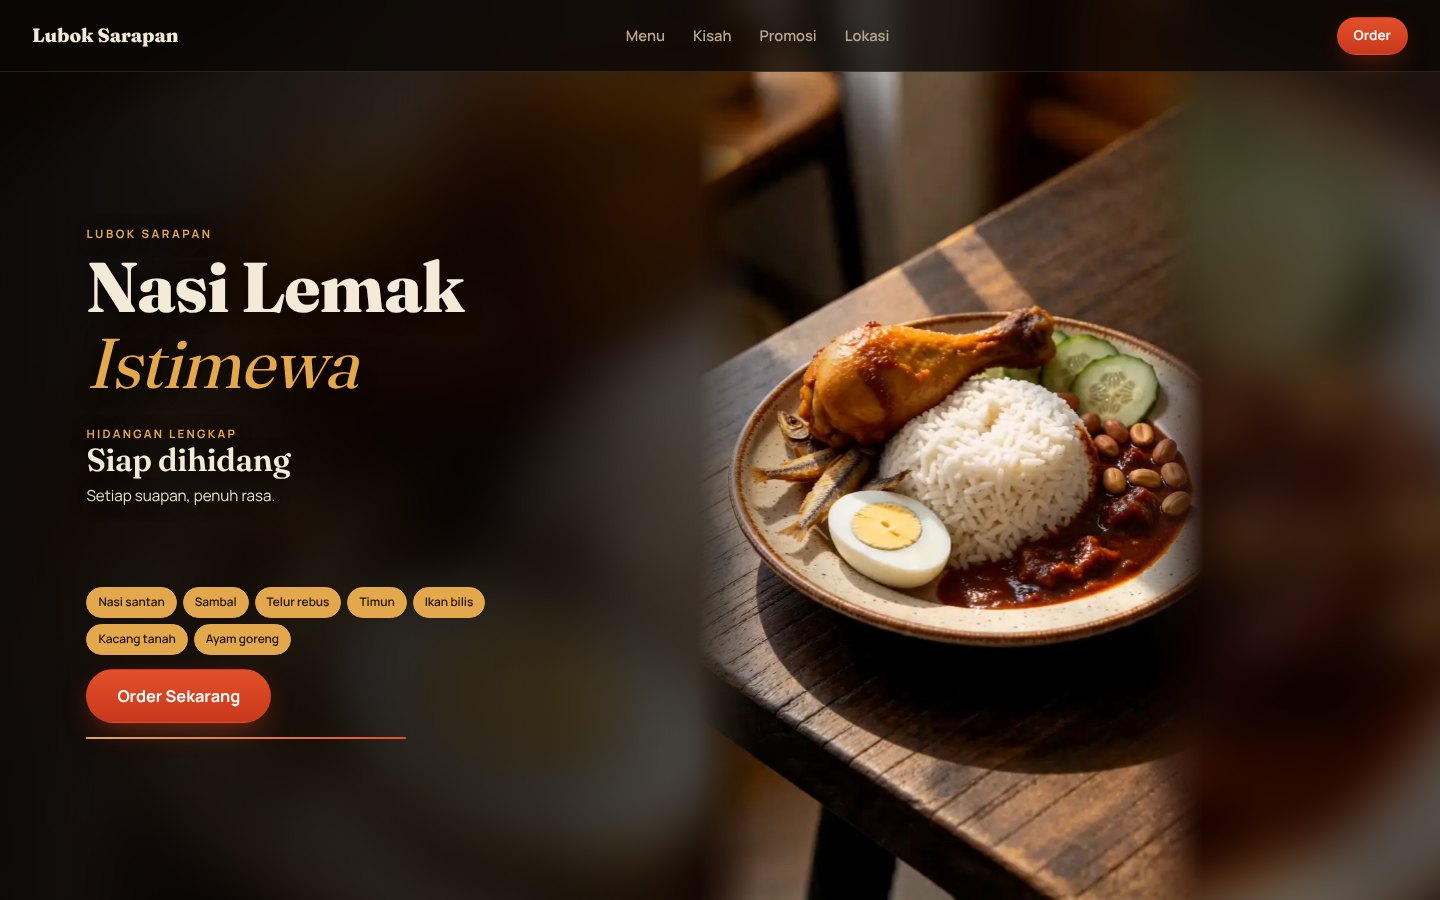 Lubok Sarapan
Menu Kisah Promosi Lokasi
Order
LUBOK SARAPAN
Nasi Lemak
Istimewa
HIDANGAN LENGKAP
Siap dihidang
Setiap suapan, penuh rasa.
Nasi santan Sambal Telur rebus Timun Ikan bilis
Kacang tanah Ayam goreng
Order Sekarang